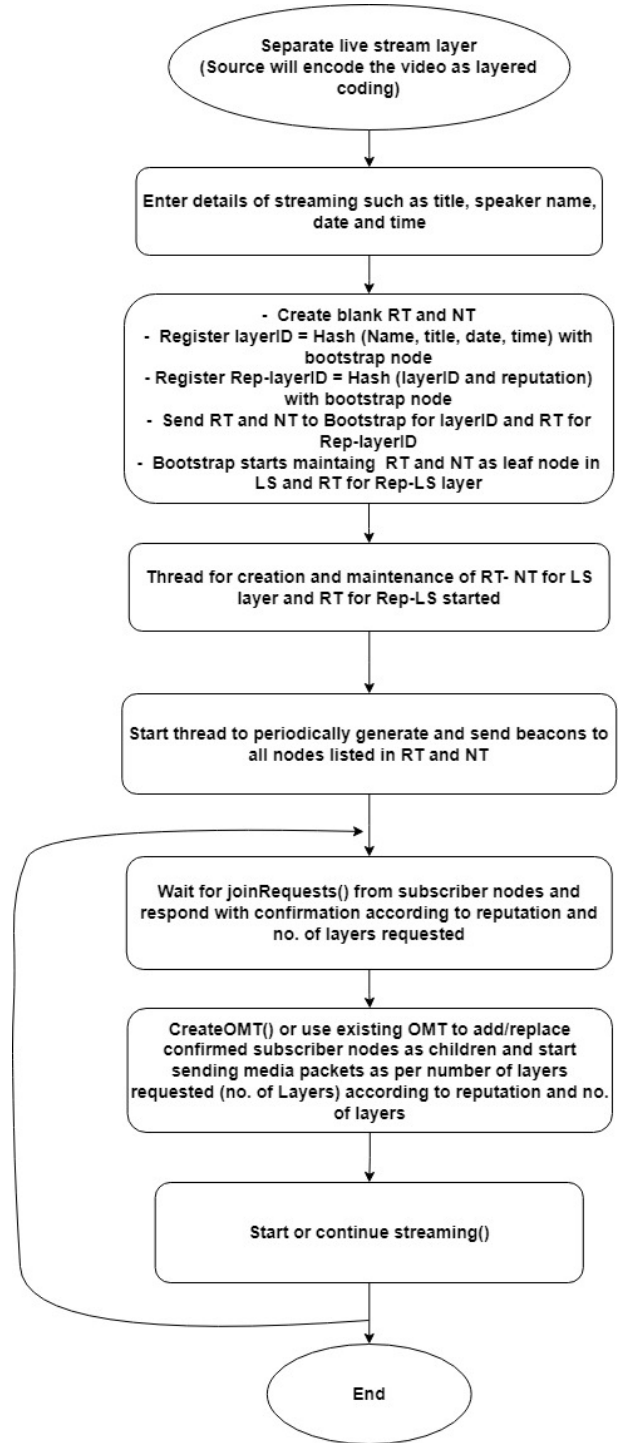 Separate live stream layer
(Source will encode the video as layered
coding)
Enter details of streaming such as title, speaker name,
date and time
- Create blank RT and NT
- Register layerID = Hash (Name, title, date, time) with
bootstrap node
- Register Rep-layerID = Hash (layerID and reputation)
with bootstrap node
- Send RT and NT to Bootstrap for layerID and RT for
Rep-layerID
- Bootstrap starts maintaing RT and NT as leaf node in
LS and RT for Rep-LS layer
Thread for creation and maintenance of RT- NT for LS
layer and RT for Rep-LS started
Start thread to periodically generate and send beacons to
all nodes listed in RT and NT
Wait for joinRequests() from subscriber nodes and
respond with confirmation according to reputation and
no. of layers requested
CreateOMT() or use existing OMT to add/replace
confirmed subscriber nodes as children and start
sending media packets as per number of layers
requested (no. of Layers) according to reputation and no.
of layers
Start or continue streaming()
End